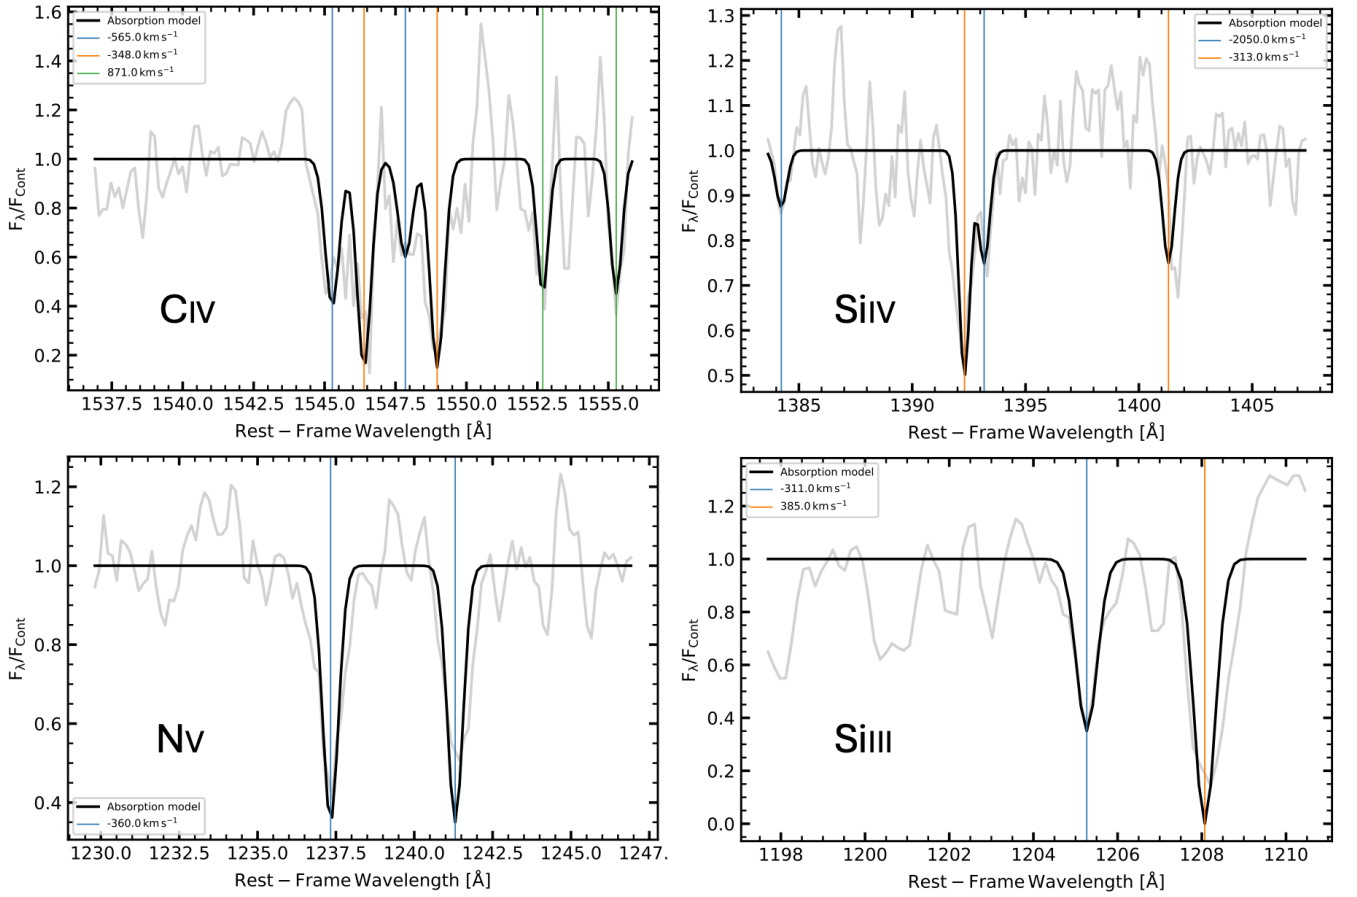 Absorption model
-565.0 km s⁻¹
-348.0 km s⁻¹
871.0 km s⁻¹
CIV
F_λ/F_Cont
1.6
1.4
1.2
1.0
0.8
0.6
0.4
0.2
1537.5 1540.0 1542.5 1545.0 1547.5 1550.0 1552.5 1555.0
Rest − Frame Wavelength [Å]
Absorption model
-2050.0 km s⁻¹
-313.0 km s⁻¹
SiIV
F_λ/F_Cont
1.3
1.2
1.1
1.0
0.9
0.8
0.7
0.6
0.5
1385 1390 1395 1400 1405
Rest − Frame Wavelength [Å]
NV
Absorption model
-360.0 km s⁻¹
F_λ/F_Cont
1.2
1.0
0.8
0.6
0.4
1230.0 1232.5 1235.0 1237.5 1240.0 1242.5 1245.0 1247.
Rest − Frame Wavelength [Å]
Absorption model
-311.0 km s⁻¹
385.0 km s⁻¹
SiIII
F_λ/F_Cont
1.2
1.0
0.8
0.6
0.4
0.2
0.0
1198 1200 1202 1204 1206 1208 1210
Rest − Frame Wavelength [Å]